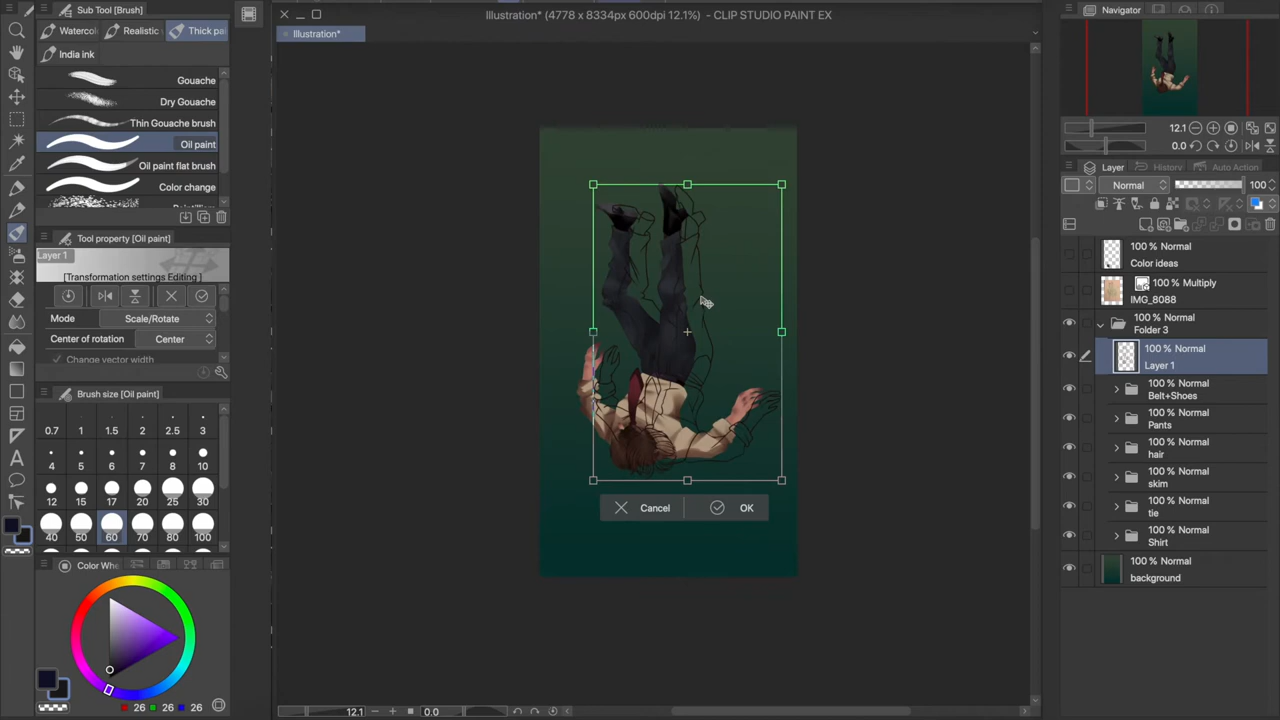 Sub Tool [Brush]
Watercol
Realistic
Thick pa
India ink
Gouache
Dry Gouache
Thin Gouache brush
Oil paint
Oil paint flat brush
Color change
Tool property [Oil paint]
Layer 1
[Transformation settings Editing ]
Mode
Scale/Rotate
Center of rotation
Center
Change vector width
Brush size [Oil paint]
0.7
1
1.5
2
2.5
3
4
5
6
7
8
10
12
15
17
20
25
30
40
50
60
70
80
100
Color Whe
26
26
26
Illustration* (4778 x 8334px 600dpi 12.1%) - CLIP STUDIO PAINT EX
Illustration*
Cancel
OK
12.1
0.0
Navigator
12.1
0.0
Layer
History
Auto Action
Normal
100
100 % Normal
Color ideas
100 % Multiply
IMG_8088
100 % Normal
Folder 3
100 % Normal
Layer 1
100 % Normal
Belt+Shoes
100 % Normal
Pants
100 % Normal
hair
100 % Normal
skim
100 % Normal
tie
100 % Normal
Shirt
100 % Normal
background